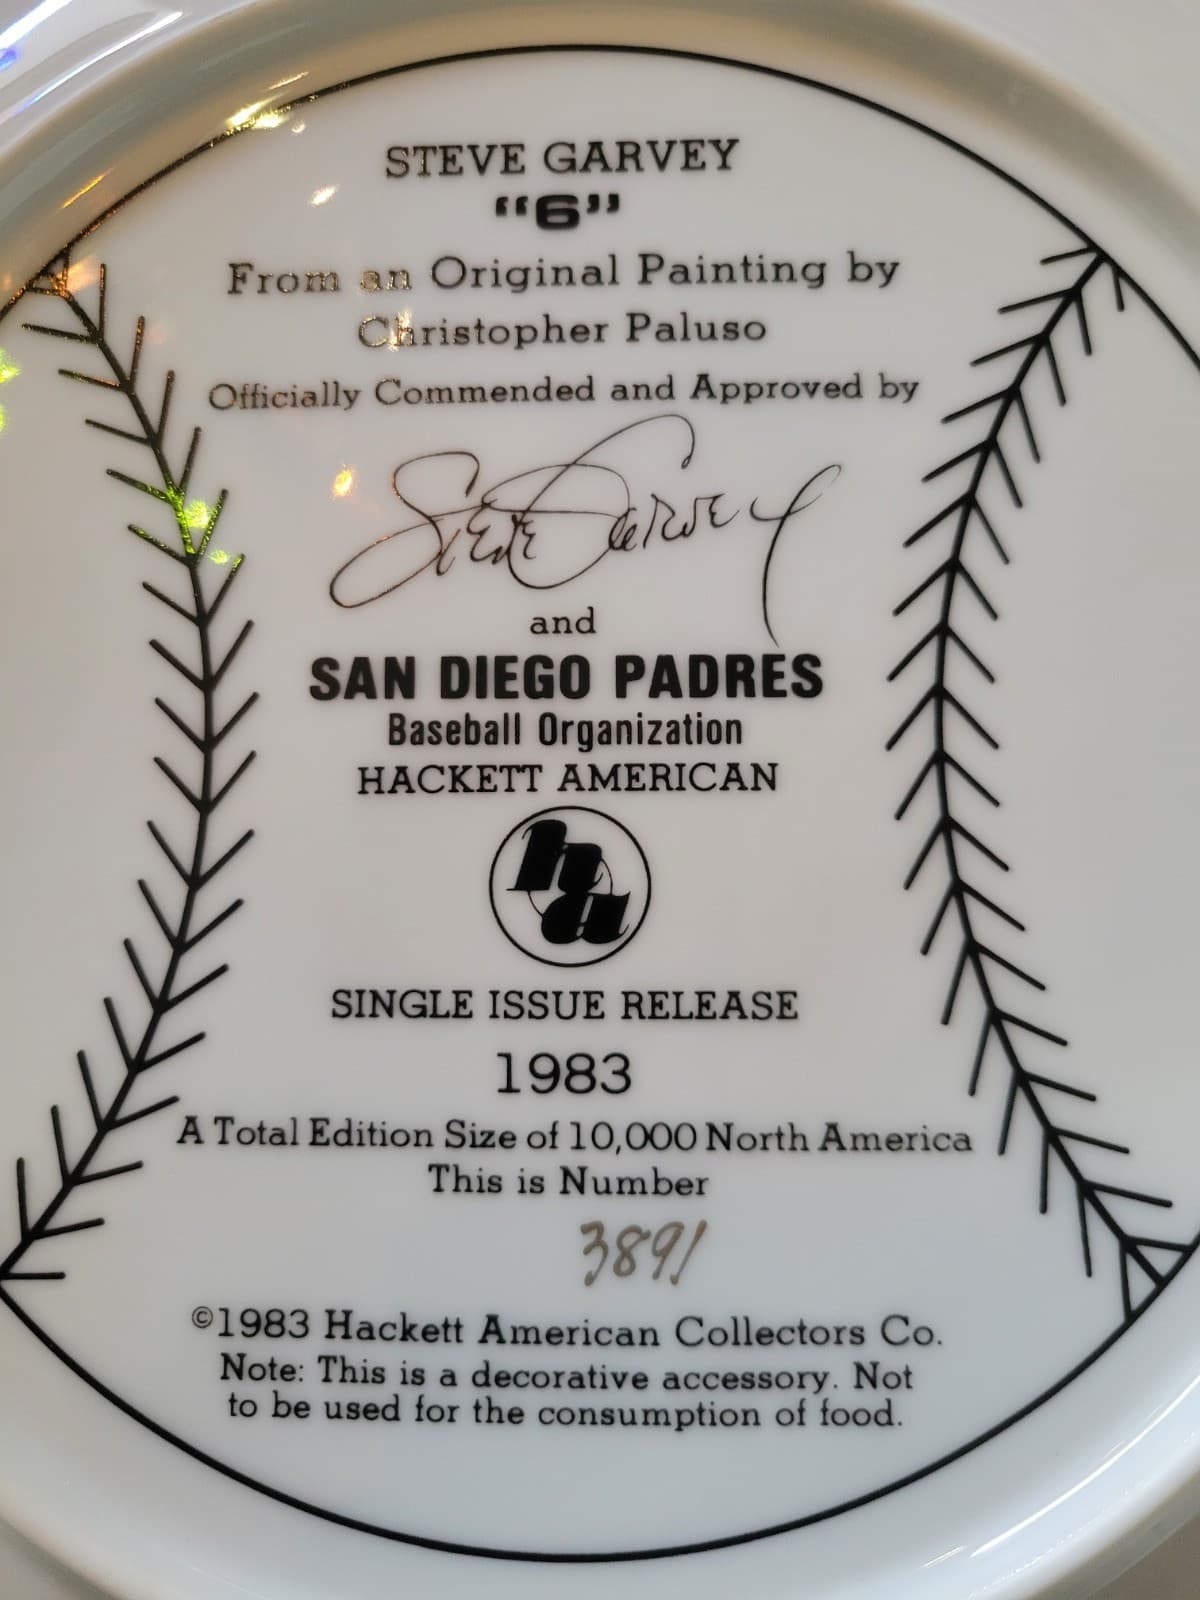 STEVE GARVEY
“6”
From an Original Painting by
Christopher Paluso
Officially Commended and Approved by
Steve Garvey
and
SAN DIEGO PADRES
Baseball Organization
HACKETT AMERICAN
ha
SINGLE ISSUE RELEASE
1983
A Total Edition Size of 10,000 North America
This is Number
3891
©1983 Hackett American Collectors Co.
Note: This is a decorative accessory. Not
to be used for the consumption of food.